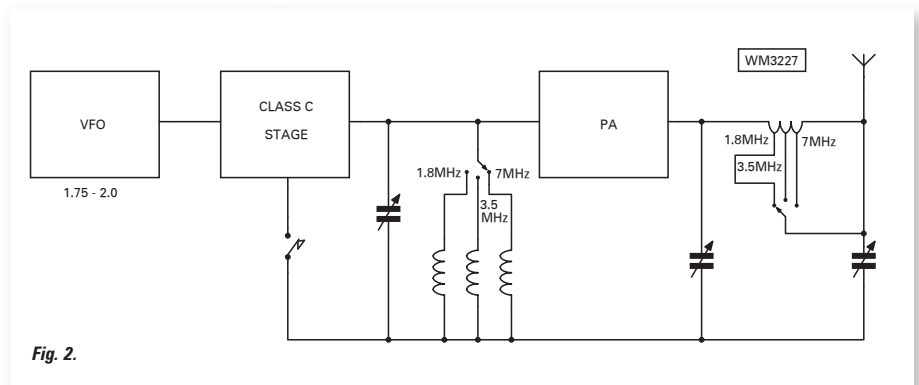 WM3227
CLASS C
STAGE
VFO
PA
1.8MHz
7MHz
3.5MHz
1.8MHz
7MHz
3.5
MHz
1.75 - 2.0
Fig. 2.